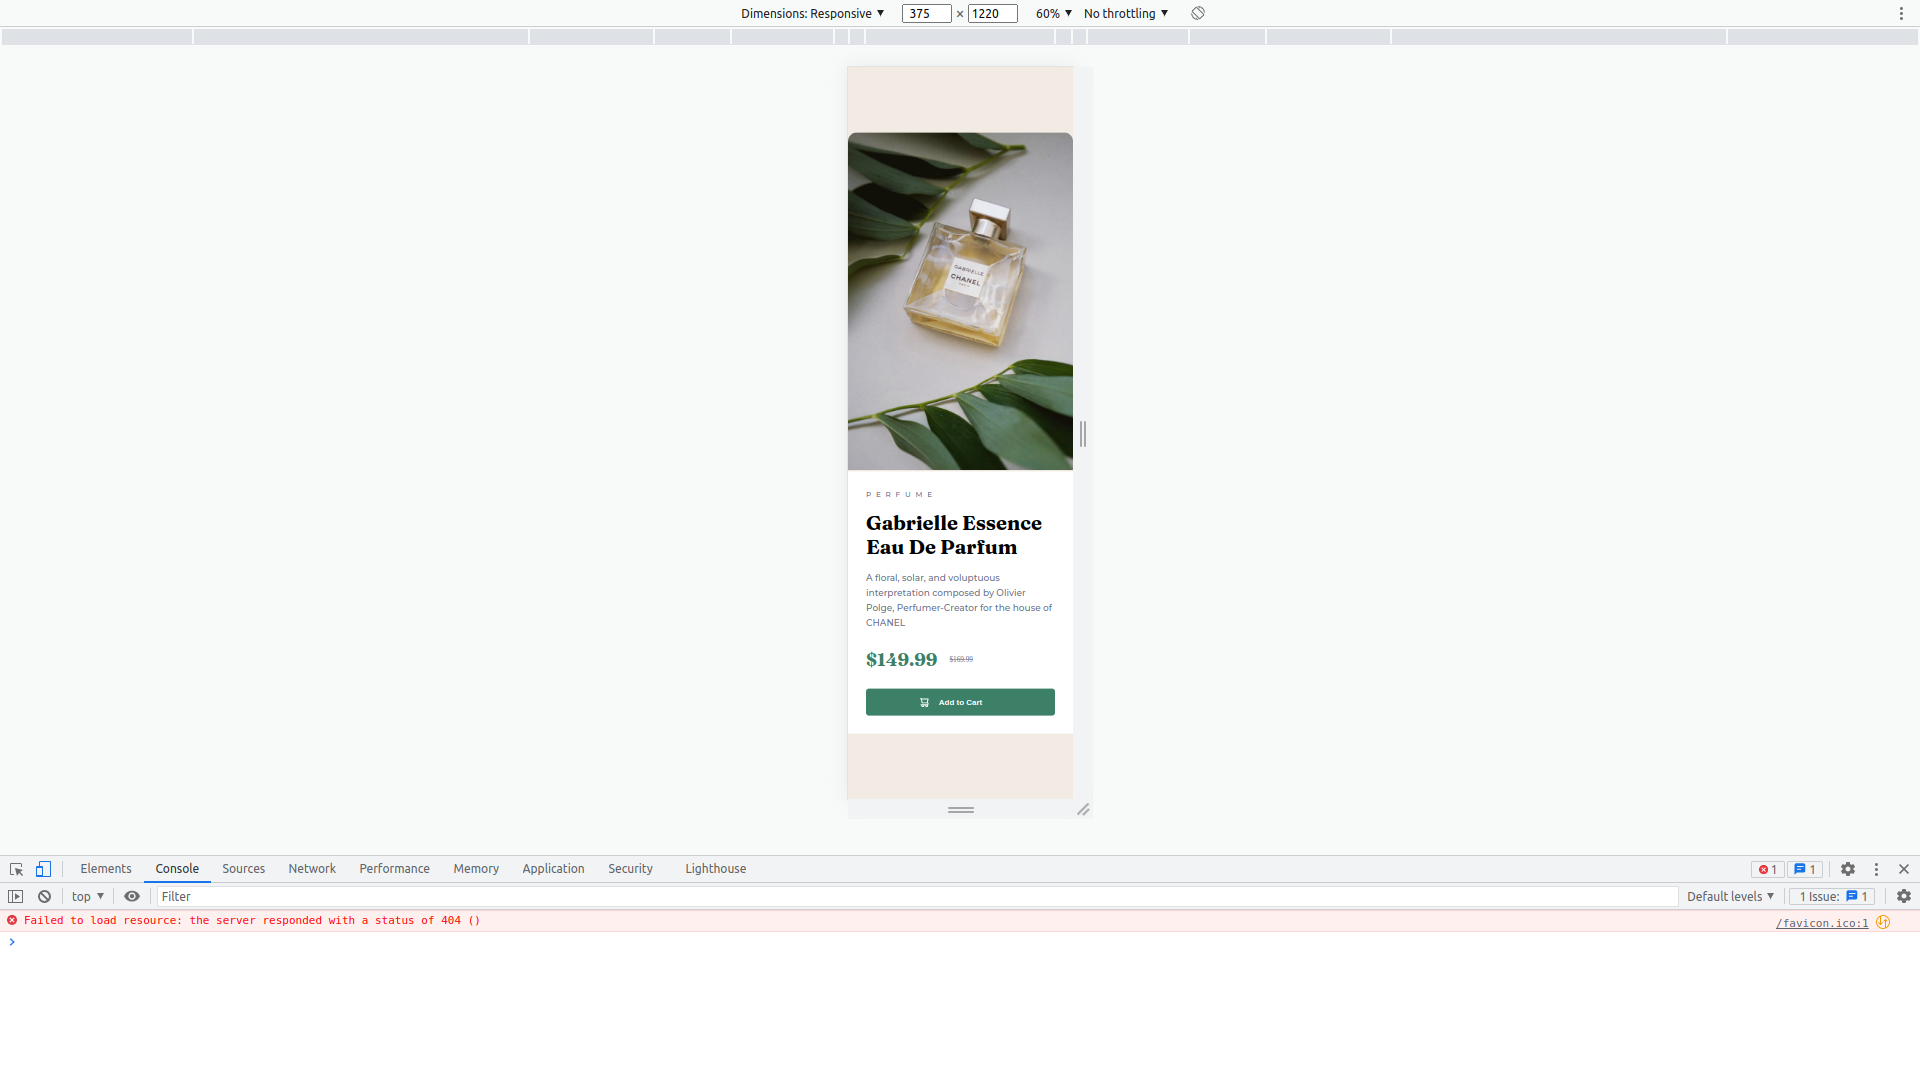 Dimensions: Responsive ▼ 375 × 1220 60% ▼ No throttling ▼
GABRIELLE
CHANEL
PERFUME
Gabrielle Essence
Eau De Parfum
A floral, solar, and voluptuous
interpretation composed by Olivier
Polge, Perfumer-Creator for the house of
CHANEL
$149.99 $169.99
Add to Cart
Elements Console Sources Network Performance Memory Application Security Lighthouse 1 1
top ▼ Filter Default levels ▼ 1 Issue: 1
Failed to load resource: the server responded with a status of 404 () /favicon.ico:1